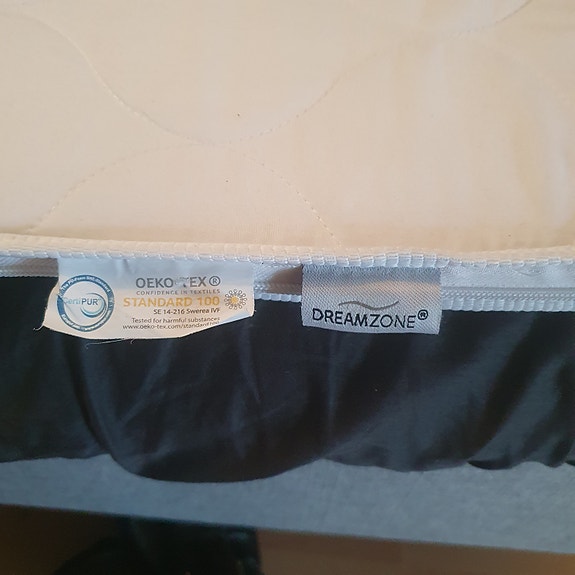 CertiPUR
OEKO-TEX®
CONFIDENCE IN TEXTILES
STANDARD 100
SE 14-216 Swerea IVF
Tested for harmful substances
www.oeko-tex.com/standard100
DREAMZONE®